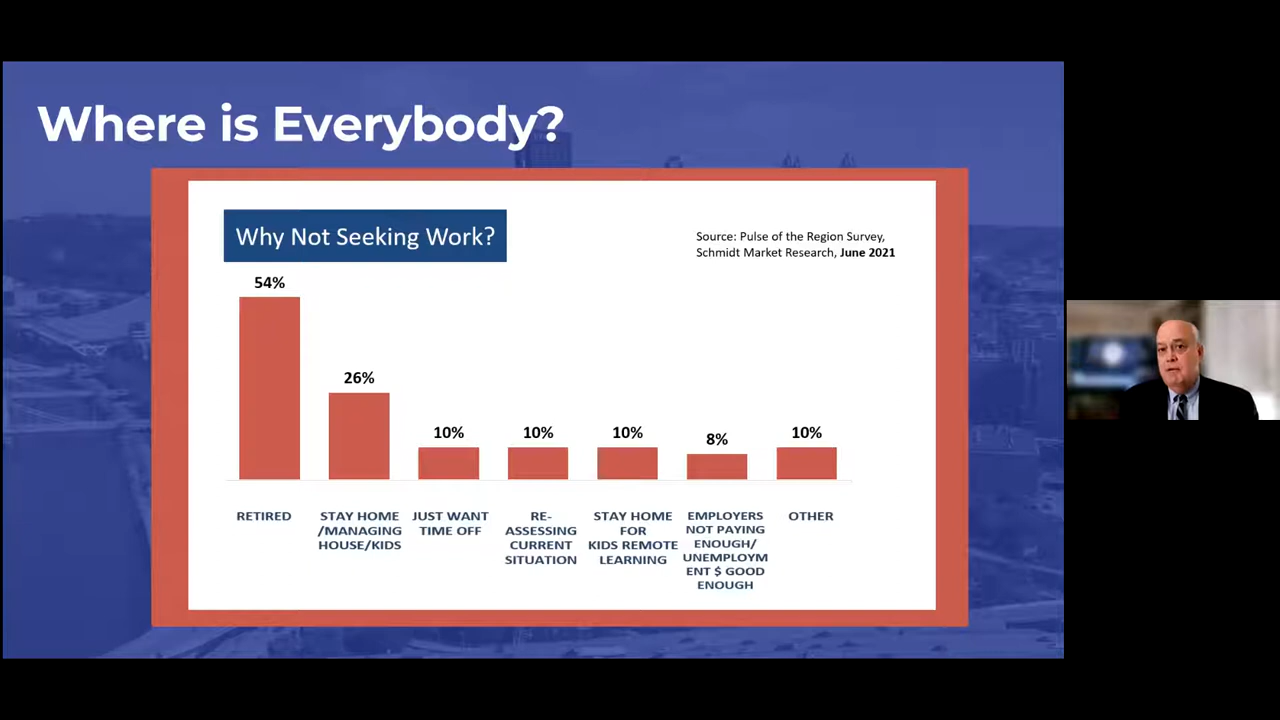 Where is Everybody?
Why Not Seeking Work?
Source: Pulse of the Region Survey,
Schmidt Market Research, June 2021
54%
26%
10%
10%
10%
8%
10%
RETIRED
STAY HOME
/MANAGING
HOUSE/KIDS
JUST WANT
TIME OFF
RE-
ASSESSING
CURRENT
SITUATION
STAY HOME
FOR
KIDS REMOTE
LEARNING
EMPLOYERS
NOT PAYING
ENOUGH/
UNEMPLOYM
ENT $ GOOD
ENOUGH
OTHER